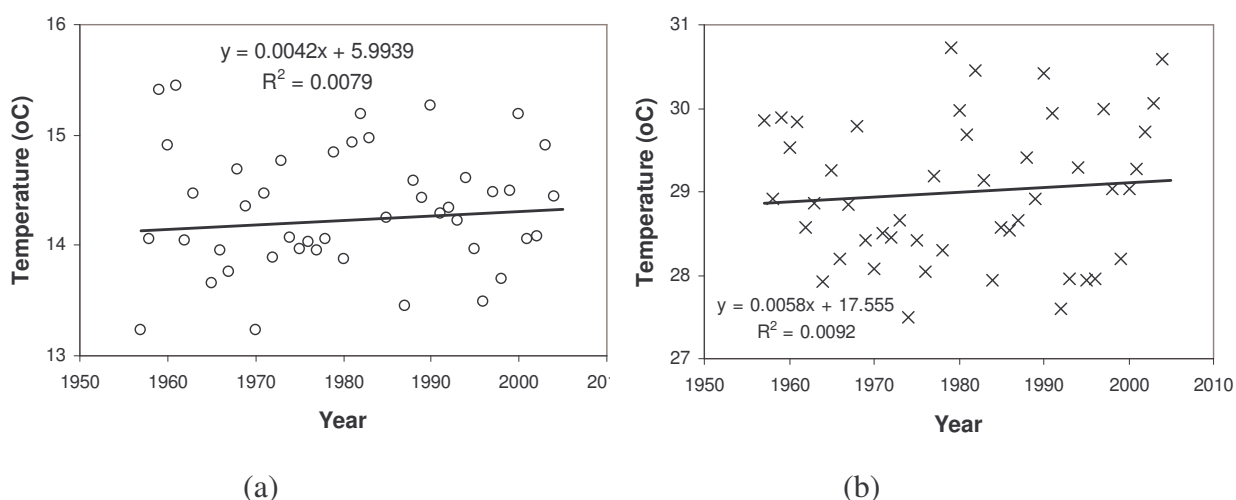 y = 0.0042x + 5.9939
R² = 0.0079
16
15
14
13
Temperature (oC)
1950 1960 1970 1980 1990 2000 20
Year
(a)
31
30
29
28
27
Temperature (oC)
y = 0.0058x + 17.555
R² = 0.0092
1950 1960 1970 1980 1990 2000 2010
Year
(b)